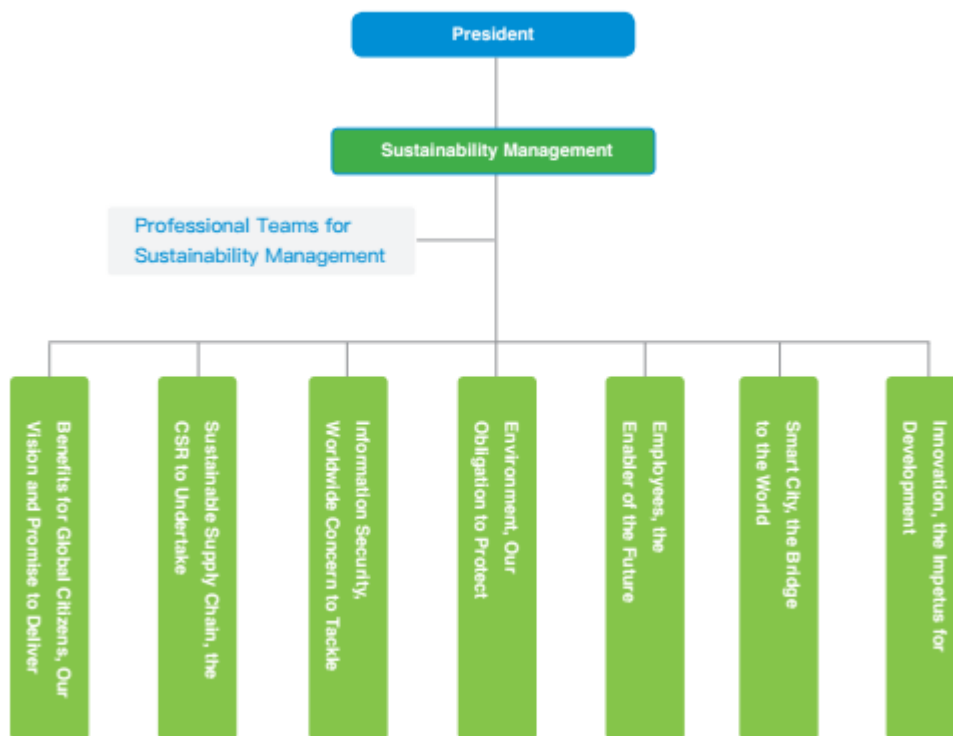 President
Sustainability Management
Professional Teams for
Sustainability Management
Benefits for Global Citizens, Our
Vision and Promise to Deliver
Sustainable Supply Chain, the
CSR to Undertake
Information Security,
Worldwide Concern to Tackle
Environment, Our
Obligation to Protect
Employees, the
Enabler of the Future
Smart City, the Bridge
to the World
Innovation, the Impetus for
Development